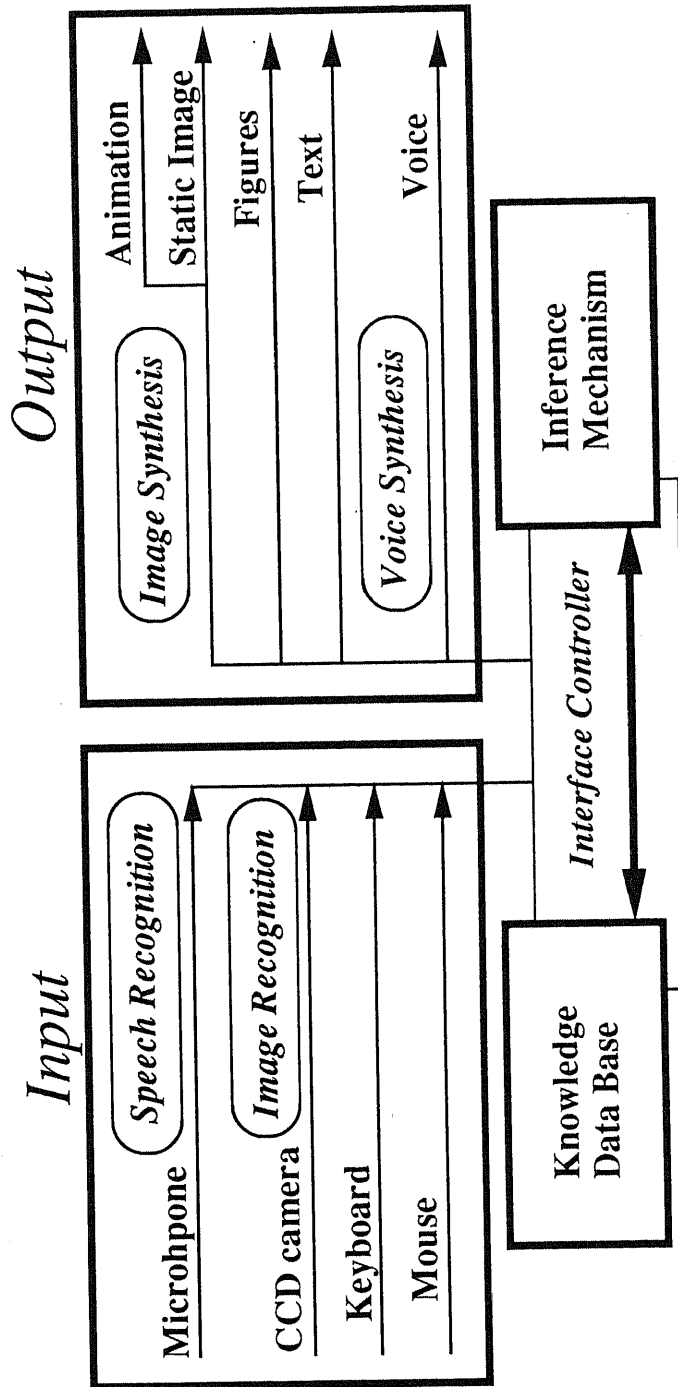 Input
Speech Recognition
Microhpone
Image Recognition
CCD camera
Keyboard
Mouse
Output
Animation
Static Image
Image Synthesis
Figures
Text
Voice Synthesis
Voice
Knowledge
Data Base
Interface Controller
Inference
Mechanism